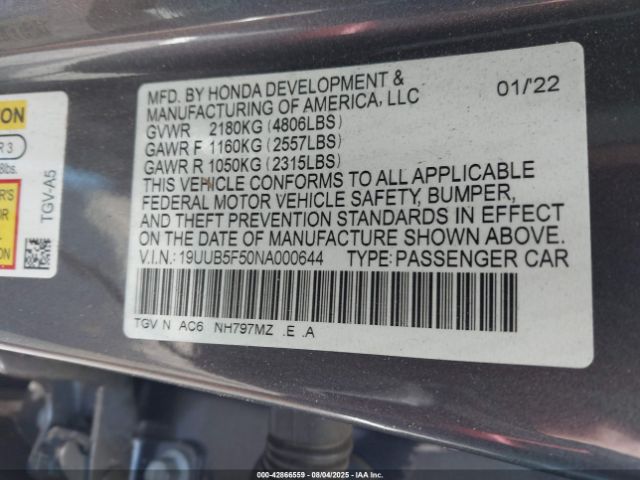 MFD. BY HONDA DEVELOPMENT & 01/'22
MANUFACTURING OF AMERICA, LLC
GVWR 2180KG (4806LBS)
GAWR F 1160KG (2557LBS)
GAWR R 1050KG (2315LBS)
THIS VEHICLE CONFORMS TO ALL APPLICABLE
FEDERAL MOTOR VEHICLE SAFETY, BUMPER,
AND THEFT PREVENTION STANDARDS IN EFFECT
ON THE DATE OF MANUFACTURE SHOWN ABOVE.
V.I.N.: 19UUB5F50NA000644 TYPE: PASSENGER CAR
TGV N AC6 NH797MZ .E .A
TGV-A5
000-42866559 - 08/04/2025 - IAAI.COM